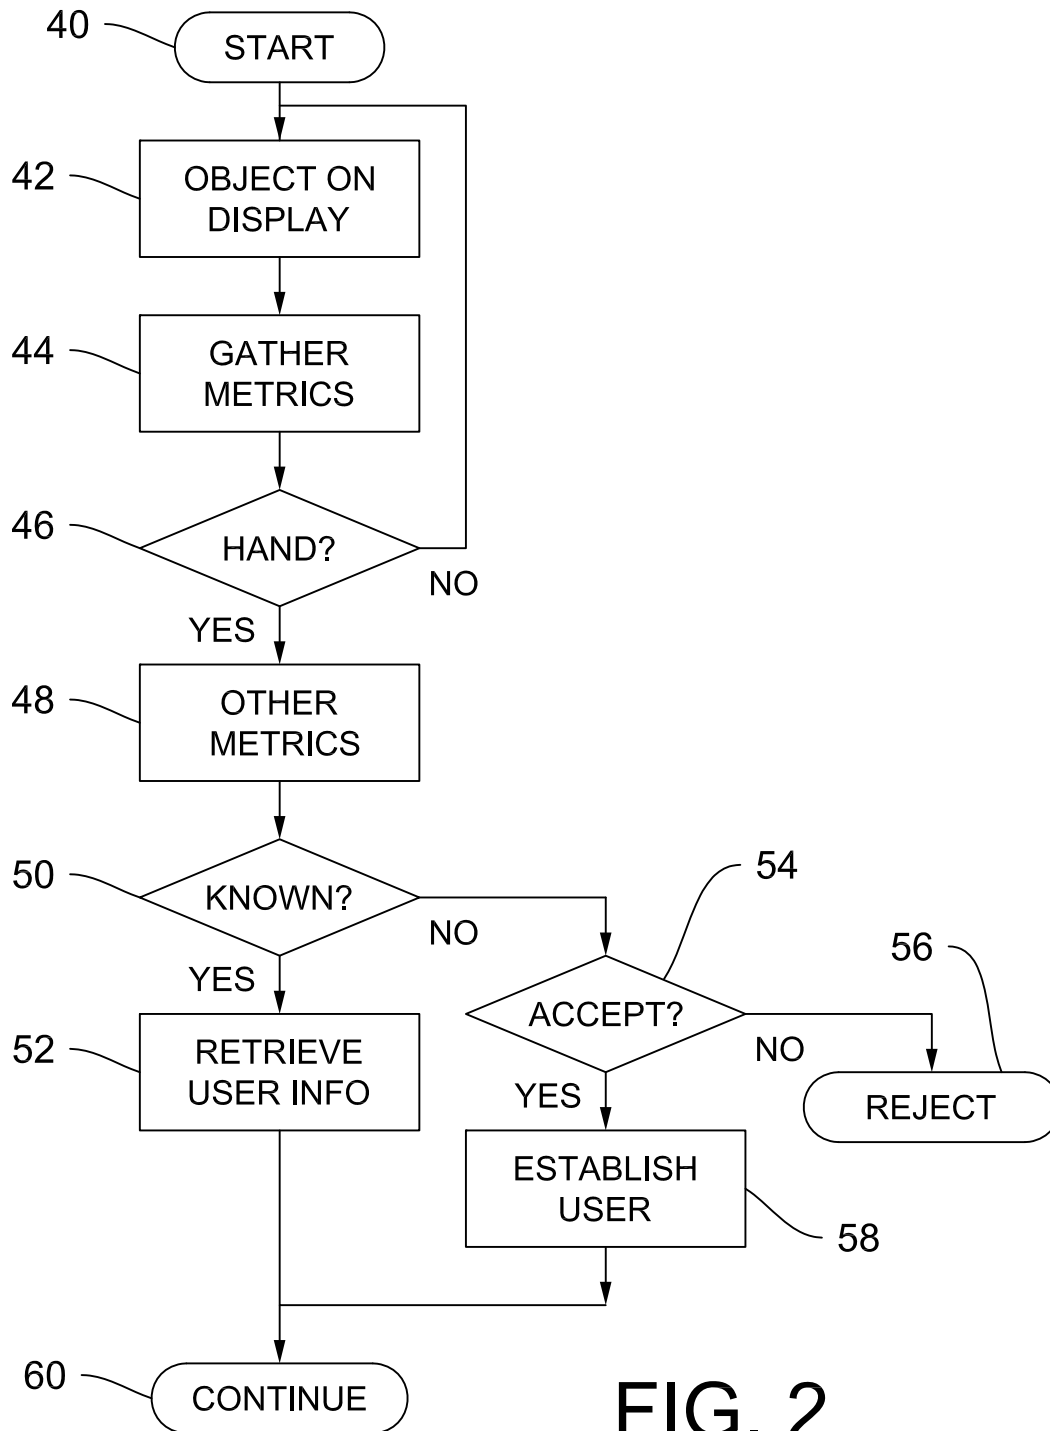 40
START
42
OBJECT ON
DISPLAY
44
GATHER
METRICS
46
HAND?
NO
YES
48
OTHER
METRICS
50
KNOWN?
NO
YES
54
ACCEPT?
NO
YES
56
REJECT
52
RETRIEVE
USER INFO
ESTABLISH
USER
58
60
CONTINUE
FIG. 2